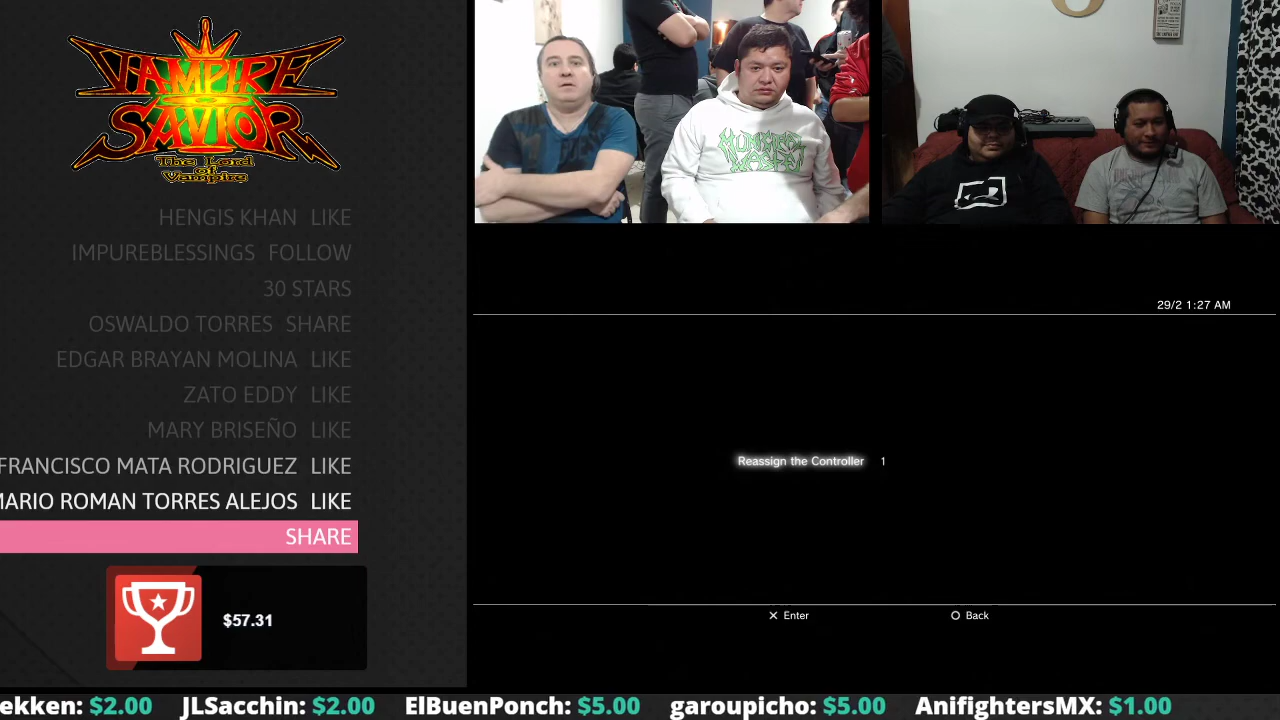 VAMPIRE
SAVIOR
The Lord
of
Vampire
HENGIS KHAN LIKE
IMPUREBLESSINGS FOLLOW
30 STARS
OSWALDO TORRES SHARE
EDGAR BRAYAN MOLINA LIKE
ZATO EDDY LIKE
MARY BRISEÑO LIKE
FRANCISCO MATA RODRIGUEZ LIKE
MARIO ROMAN TORRES ALEJOS LIKE
SHARE
$57.31
MUNICIPAL
WASTE
29/2 1:27 AM
Reassign the Controller 1
Enter Back
ekken: $2.00 JLSacchin: $2.00 ElBuenPonch: $5.00 garoupicho: $5.00 AnifightersMX: $1.00